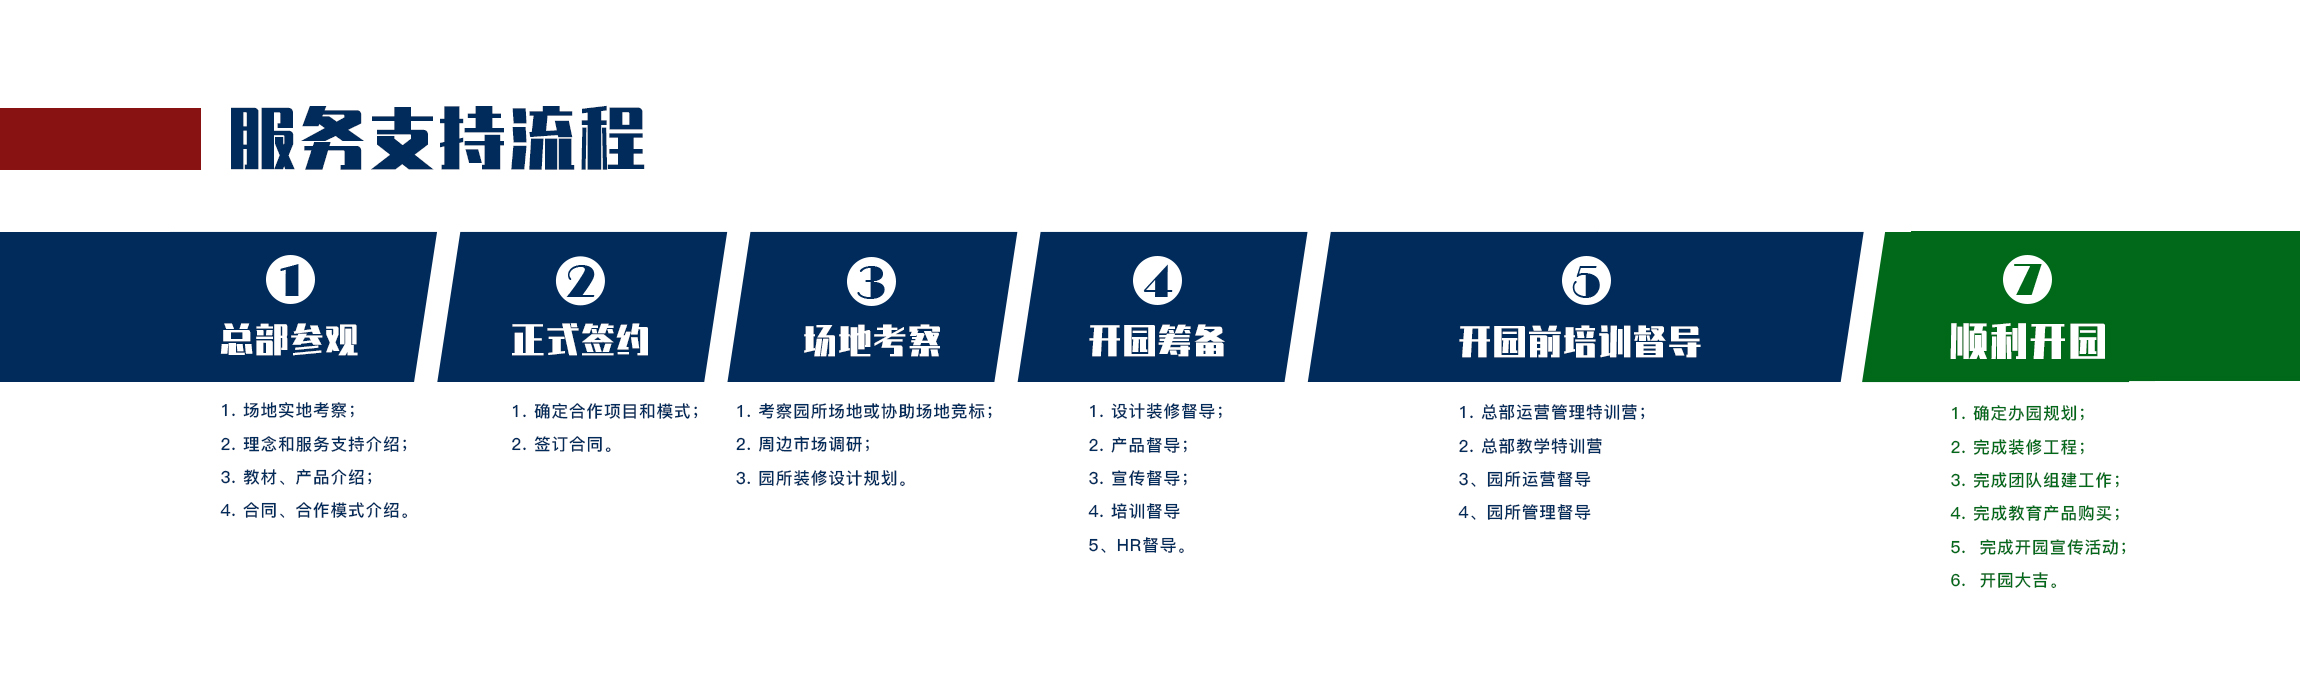 服务支持流程
1
总部参观
1. 场地实地考察；
2. 理念和服务支持介绍；
3. 教材、产品介绍；
4. 合同、合作模式介绍。
2
正式签约
1. 确定合作项目和模式；
2. 签订合同。
3
场地考察
1. 考察园所场地或协助场地竞标；
2. 周边市场调研；
3. 园所装修设计规划。
4
开园筹备
1. 设计装修督导；
2. 产品督导；
3. 宣传督导；
4. 培训督导
5、HR督导。
5
开园前培训督导
1. 总部运营管理特训营；
2. 总部教学特训营
3、园所运营督导
4、园所管理督导
7
顺利开园
1. 确定办园规划；
2. 完成装修工程；
3. 完成团队组建工作；
4. 完成教育产品购买；
5. 完成开园宣传活动；
6. 开园大吉。